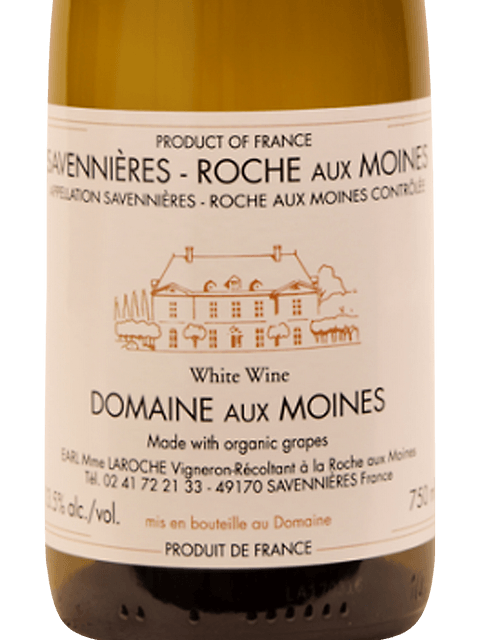 PRODUCT OF FRANCE
SAVENNIÈRES - ROCHE AUX MOINES
APPELLATION SAVENNIÈRES - ROCHE AUX MOINES CONTRÔLÉE
White Wine
DOMAINE AUX MOINES
Made with organic grapes
EARL Mme LAROCHE Vigneron-Récoltant à la Roche aux Moines
Tél. 02 41 72 21 33 - 49170 SAVENNIÈRES France
.5% alc./vol. 750
mis en bouteille au Domaine
PRODUIT DE FRANCE